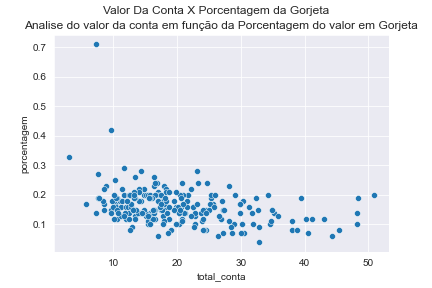 Valor Da Conta X Porcentagem da Gorjeta
Analise do valor da conta em função da Porcentagem do valor em Gorjeta
0.7
0.6
0.5
0.4
0.3
0.2
0.1
porcentagem
10 20 30 40 50
total_conta